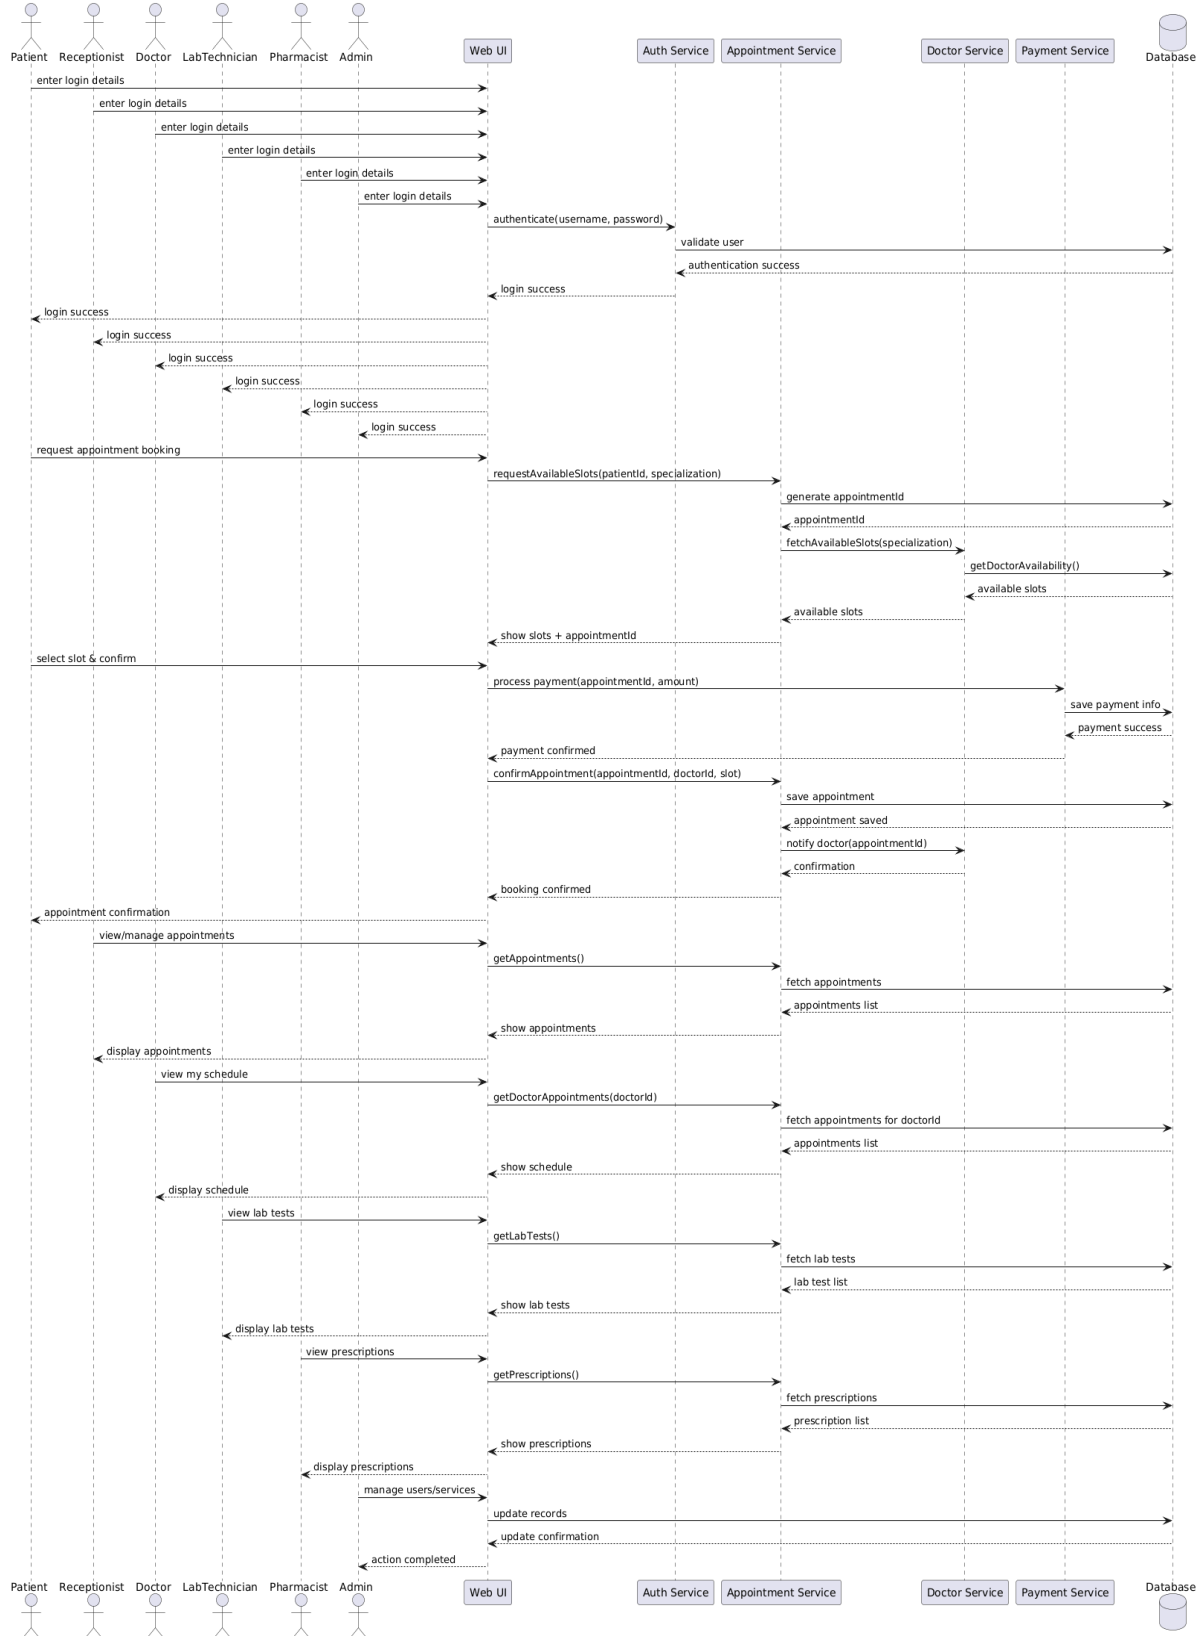 Patient
Receptionist
Doctor
LabTechnician
Pharmacist
Admin
Web UI
Auth Service
Appointment Service
Doctor Service
Payment Service
Database
enter login details
enter login details
enter login details
enter login details
enter login details
enter login details
authenticate(username, password)
validate user
authentication success
login success
login success
login success
login success
login success
login success
login success
request appointment booking
requestAvailableSlots(patientId, specialization)
generate appointmentId
appointmentId
fetchAvailableSlots(specialization)
getDoctorAvailability()
available slots
available slots
show slots + appointmentId
select slot & confirm
process payment(appointmentId, amount)
save payment info
payment success
payment confirmed
confirmAppointment(appointmentId, doctorId, slot)
save appointment
appointment saved
notify doctor(appointmentId)
confirmation
booking confirmed
appointment confirmation
view/manage appointments
getAppointments()
fetch appointments
appointments list
show appointments
display appointments
view my schedule
getDoctorAppointments(doctorId)
fetch appointments for doctorId
appointments list
show schedule
display schedule
view lab tests
getLabTests()
fetch lab tests
lab test list
show lab tests
display lab tests
view prescriptions
getPrescriptions()
fetch prescriptions
prescription list
show prescriptions
display prescriptions
manage users/services
update records
update confirmation
action completed
Patient
Receptionist
Doctor
LabTechnician
Pharmacist
Admin
Web UI
Auth Service
Appointment Service
Doctor Service
Payment Service
Database